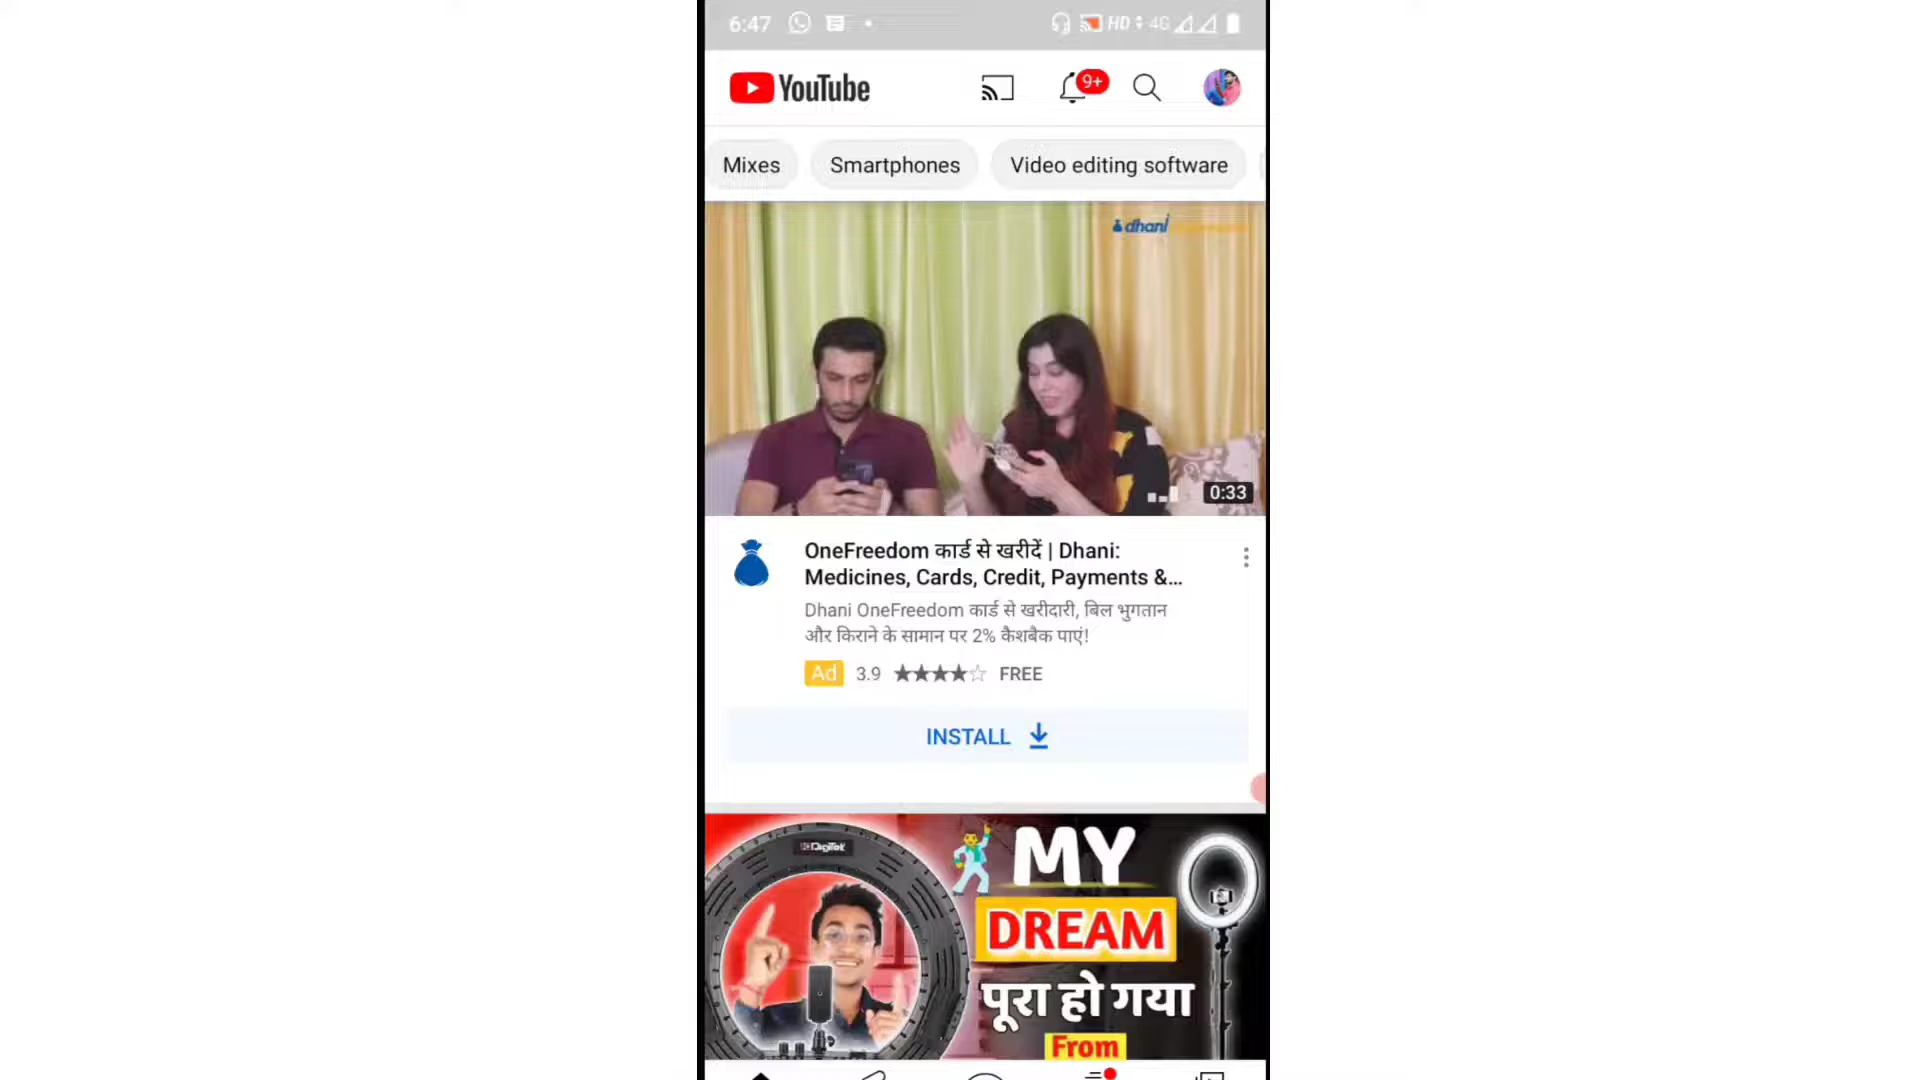 6:47 HD 4G
YouTube 9+
Mixes Smartphones Video editing software
dhani
0:33
OneFreedom कार्ड से खरीदें | Dhani:
Medicines, Cards, Credit, Payments &...
Dhani OneFreedom कार्ड से खरीदारी, बिल भुगतान
और किराने के सामान पर 2% कैशबैक पाएं!
Ad 3.9 ★★★★☆ FREE
INSTALL
DigiTek
MY
DREAM
पूरा हो गया
From